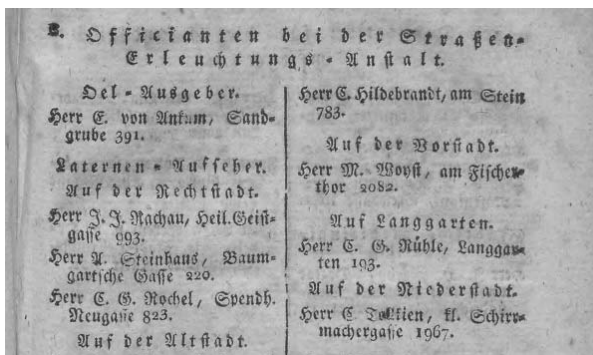 B. Officianten bei der Straßen-
Erleuchtungs-Anstalt.
Oel-Ausgeber.
Herr E. von Ankum, Sand-
grube 391.
Laternen-Aufseher.
Auf der Rechtstadt.
Herr J. J. Rachau, Heil. Geist-
gasse 993.
Herr A. Steinhaus, Baum-
gartsche Gasse 220.
Herr C. G. Rochel, Spendh.
Neugasse 823.
Auf der Altstadt.
Herr C. Hildebrandt, am Stein
783.
Auf der Vorstadt.
Herr M. Woyst, am Fischer-
thor 2082.
Auf Langgarten.
Herr C. G. Rühle, Langgar-
ten 193.
Auf der Niederstadt.
Herr C Tolkien, kl. Schirr-
machergasse 1967.